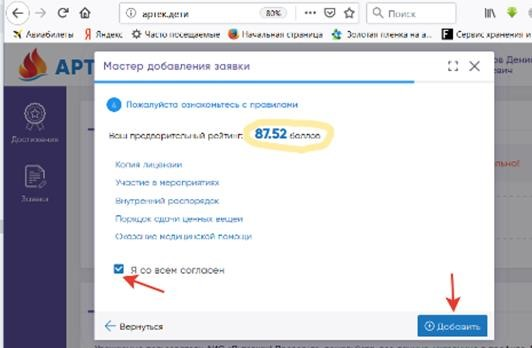 артек.дети
80%
Поиск
Авиабилеты Яндекс Часто посещаемые Начальная страница Золотая пленка на а... Сервис хранения и
АРТ
Мастер добавления заявки
Достижения
Заявки
Пожалуйста ознакомьтесь с правилами
Ваш предварительный рейтинг: 87.52 баллов
Копия лицензии
Участие в мероприятиях
Внутренний распорядок
Порядок сдачи ценных вещей
Оказание медицинской помощи
Я со всем согласен
Вернуться
Добавить